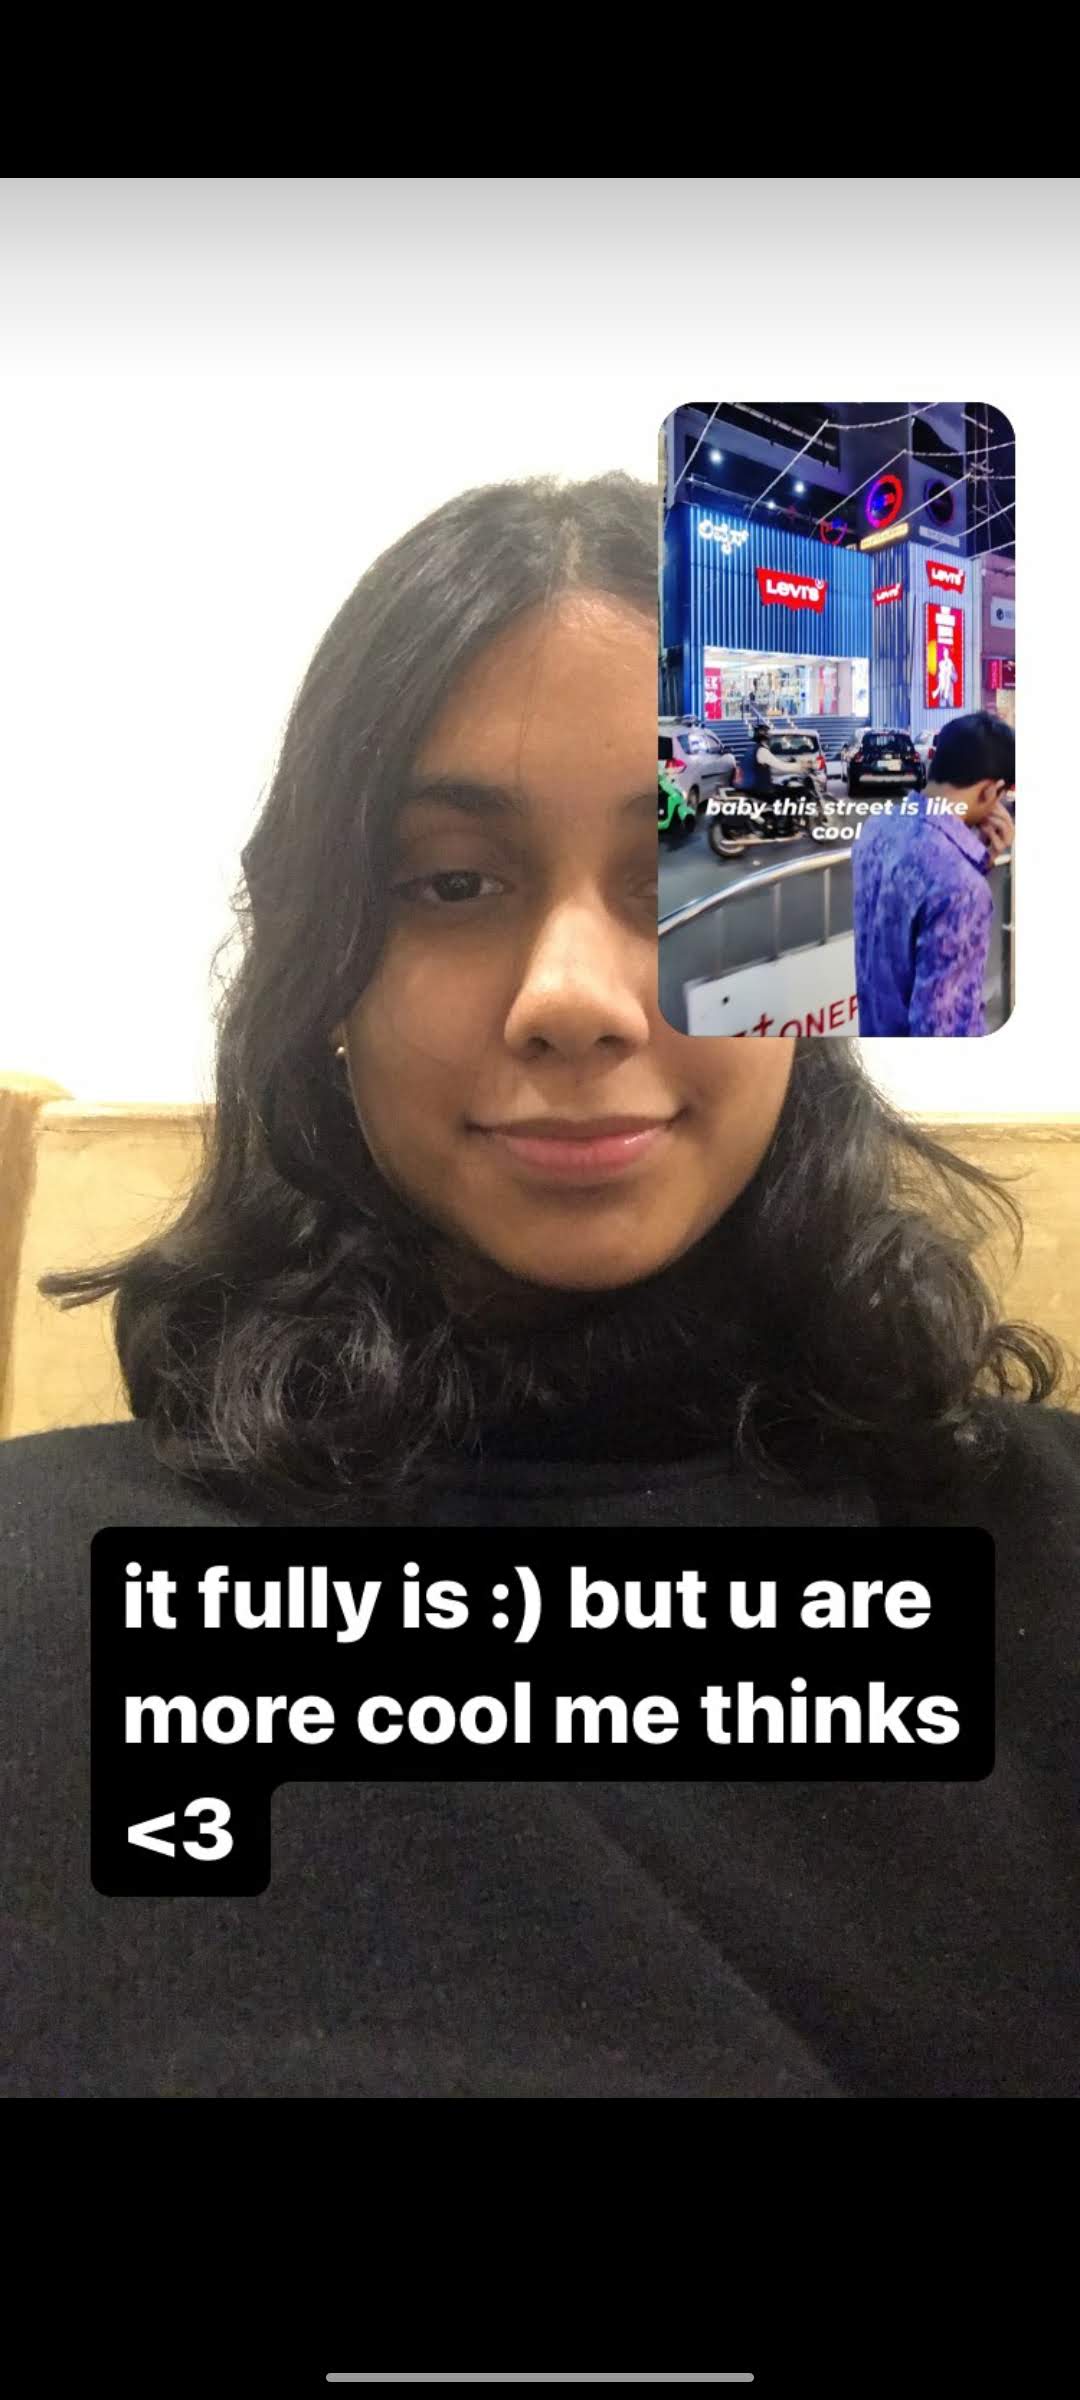 ಲಿವೈಸ್
Levi's
Levi's
Levi's
baby this street is like
cool
ONER
it fully is :) but u are
more cool me thinks
<3